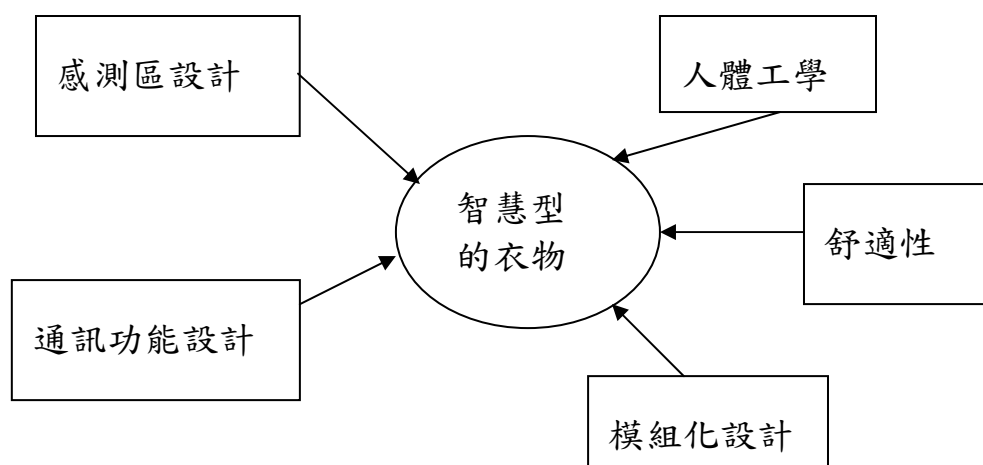 感測區設計
人體工學
智慧型
的衣物
舒適性
通訊功能設計
模組化設計